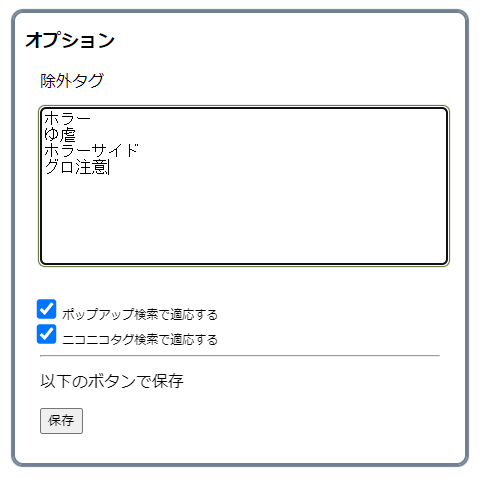 オプション
除外タグ
ホラー
ゆ虐
ホラーサイド
グロ注意
ポップアップ検索で適応する
ニコニコタグ検索で適応する
以下のボタンで保存
保存